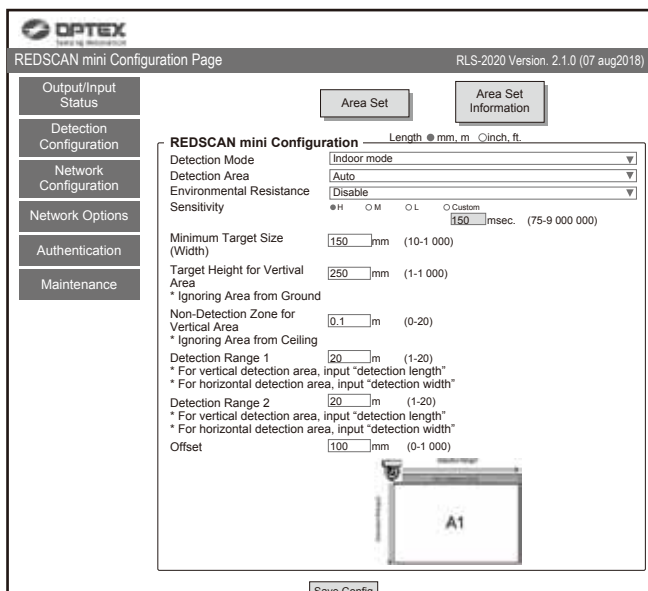 OPTEX
Sensing Innovation
REDSCAN mini Configuration Page
RLS-2020 Version. 2.1.0 (07 aug2018)
Output/Input
Status
Detection
Configuration
Network
Configuration
Network Options
Authentication
Maintenance
Area Set
Area Set
Information
REDSCAN mini Configuration
Length mm, m inch, ft.
Detection Mode Indoor mode
Detection Area Auto
Environmental Resistance Disable
Sensitivity H M L Custom
150 msec. (75-9 000 000)
Minimum Target Size
(Width)
150 mm (10-1 000)
Target Height for Vertival
Area
250 mm (1-1 000)
* Ignoring Area from Ground
Non-Detection Zone for
Vertical Area
0.1 m (0-20)
* Ignoring Area from Ceiling
Detection Range 1 20 m (1-20)
* For vertical detection area, input “detection length”
* For horizontal detection area, input “detection width”
Detection Range 2 20 m (1-20)
* For vertical detection area, input “detection length”
* For horizontal detection area, input “detection width”
Offset 100 mm (0-1 000)
A1
Save Config